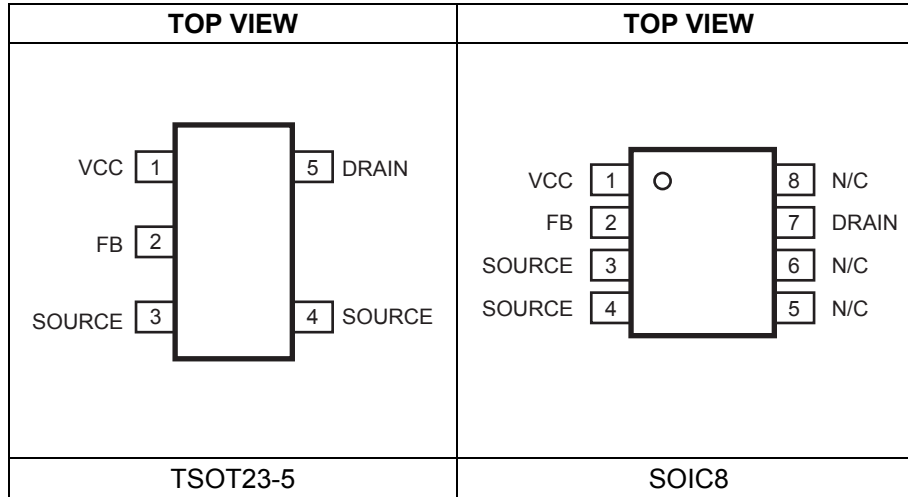 TOP VIEW
TOP VIEW
VCC 1
5 DRAIN
FB 2
SOURCE 3
4 SOURCE
VCC 1
8 N/C
FB 2
7 DRAIN
SOURCE 3
6 N/C
SOURCE 4
5 N/C
TSOT23-5
SOIC8